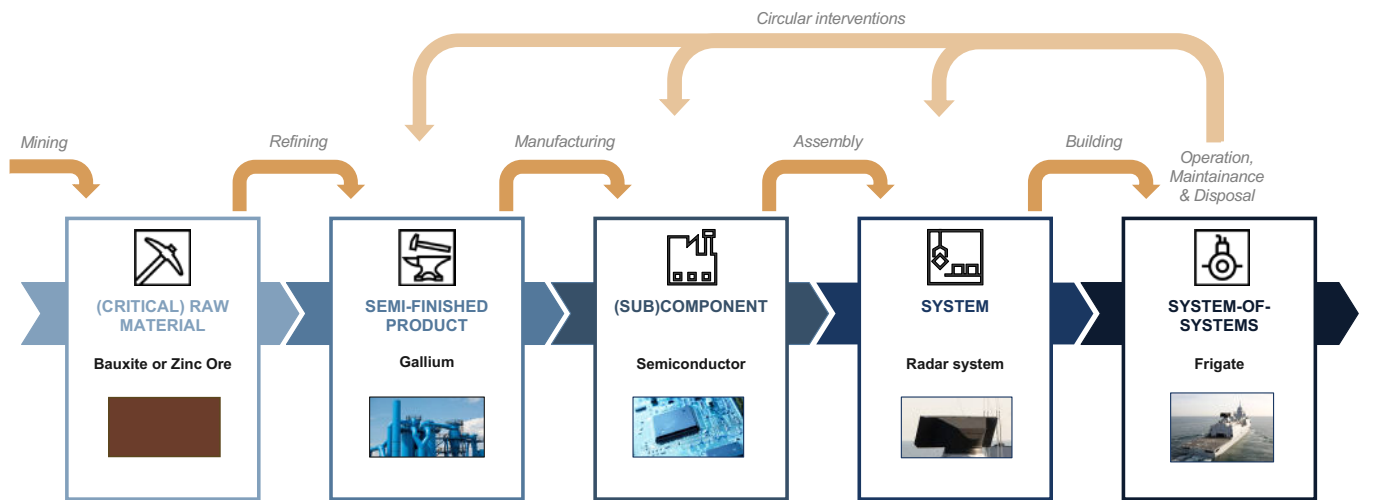 Circular interventions
Mining
Refining
Manufacturing
Assembly
Building
Operation,
Maintainance
& Disposal
(CRITICAL) RAW
MATERIAL
Bauxite or Zinc Ore
SEMI-FINISHED
PRODUCT
Gallium
(SUB)COMPONENT
Semiconductor
SYSTEM
Radar system
SYSTEM-OF-
SYSTEMS
Frigate